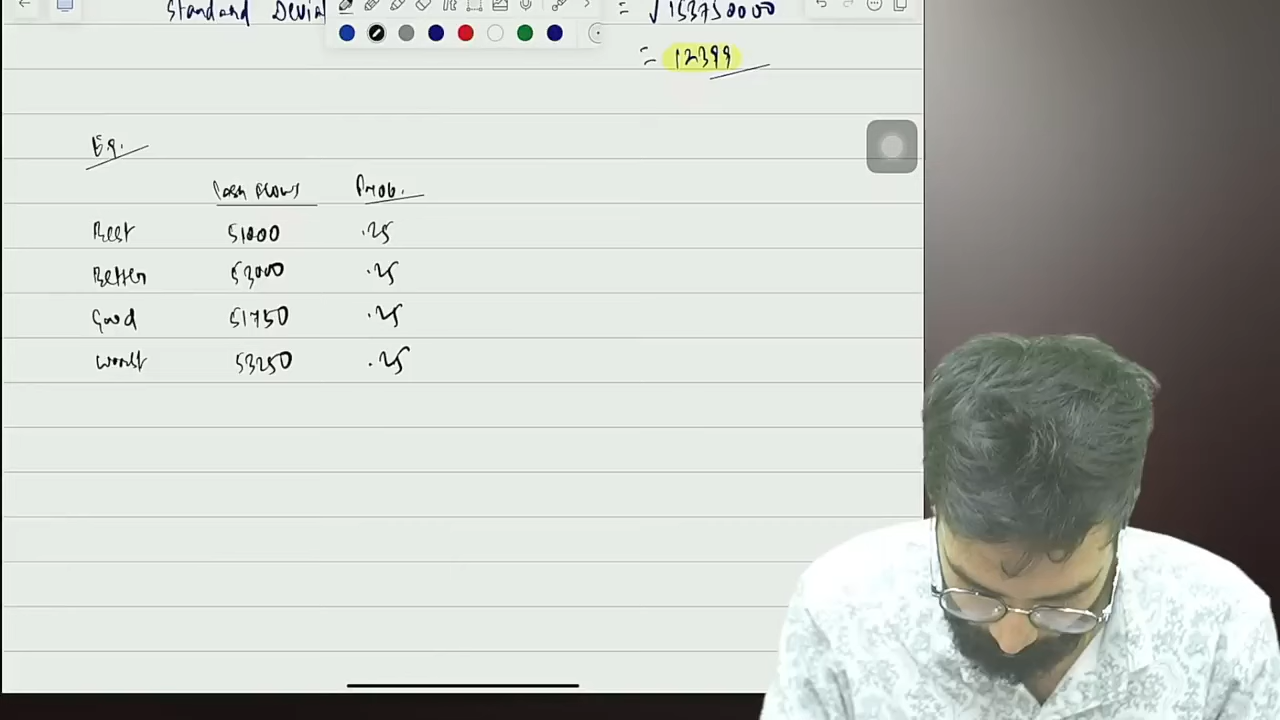 Standard Devia
= √153750000
= 12399
Eg.
Cash Flows Prob.
Best 51000 .25
Better 53000 .25
Good 51750 .25
Worst 53250 .25